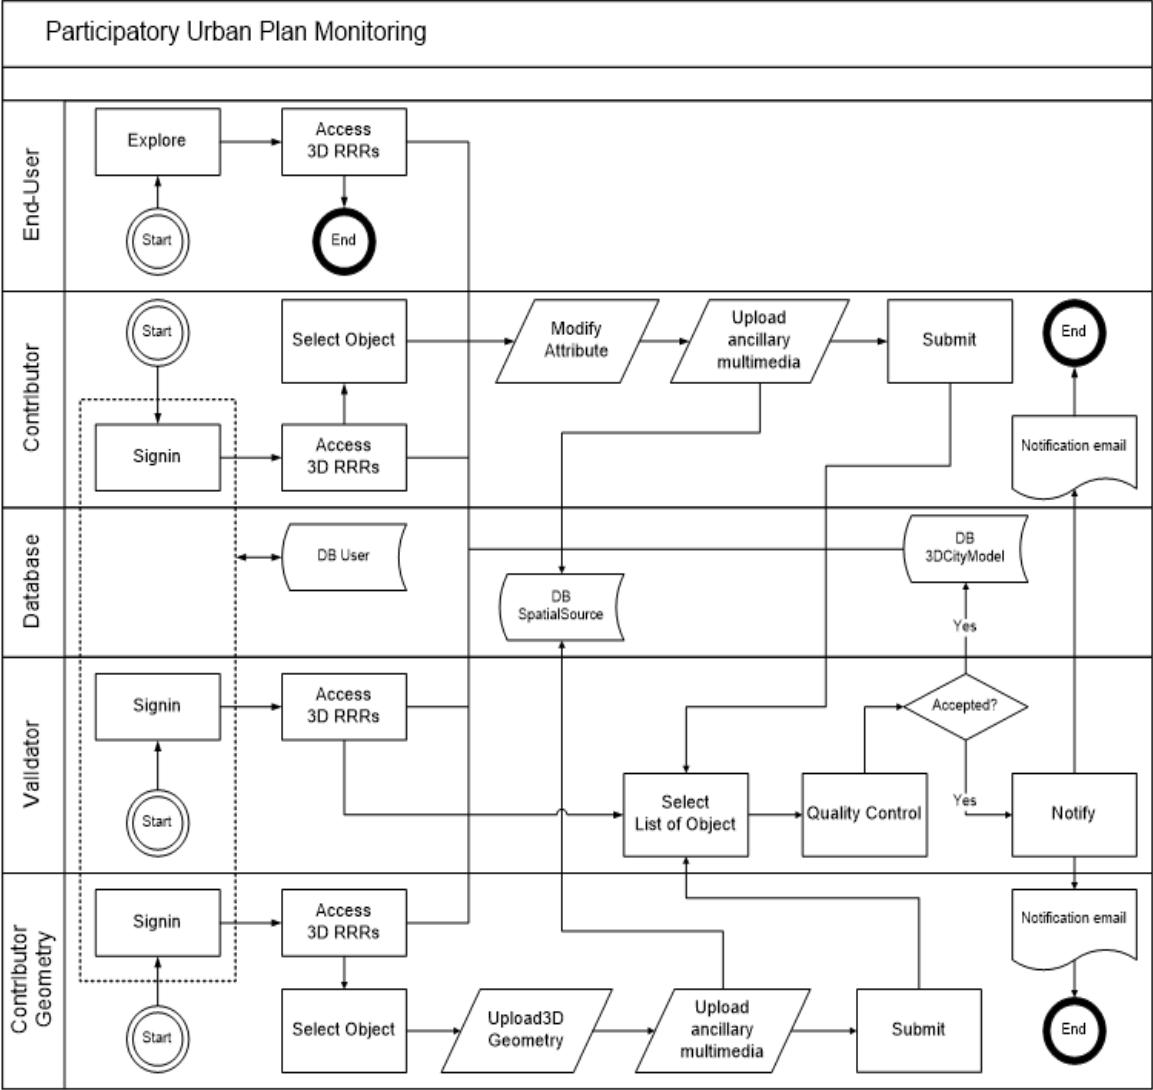 Participatory Urban Plan Monitoring
End-User
Explore
Access
3D RRRs
Start
End
Contributor
Start
Select Object
Modify
Attribute
Upload
ancillary
multimedia
Submit
End
Signin
Access
3D RRRs
Notification email
Database
DB User
DB
SpatialSource
DB
3DCityModel
Yes
Validator
Signin
Access
3D RRRs
Accepted?
Start
Select
List of Object
Quality Control
Yes
Notify
Contributor
Geometry
Signin
Access
3D RRRs
Notification email
Start
Select Object
Upload3D
Geometry
Upload
ancillary
multimedia
Submit
End